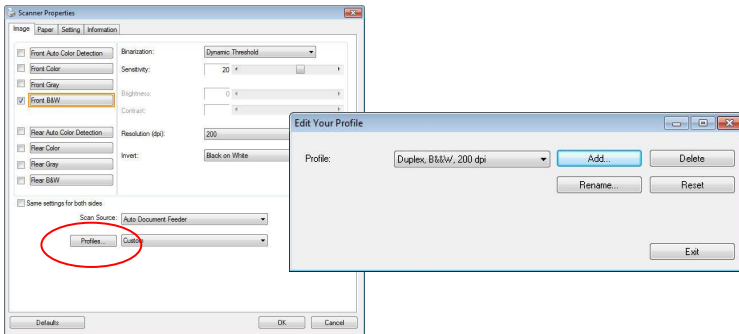 Scanner Properties
Image Paper Setting Information
Front Auto Color Detection
Front Color
Front Gray
Front B&W
Rear Auto Color Detection
Rear Color
Rear Gray
Rear B&W
Binarization: Dynamic Threshold
Sensitivity: 20
Brightness: 0
Contrast:
Resolution (dpi): 200
Invert: Black on White
Same settings for both sides
Scan Source: Auto Document Feeder
Profiles... Custom
Defaults OK Cancel
Edit Your Profile
Profile: Duplex, B&&W, 200 dpi Add... Delete
Rename... Reset
Exit